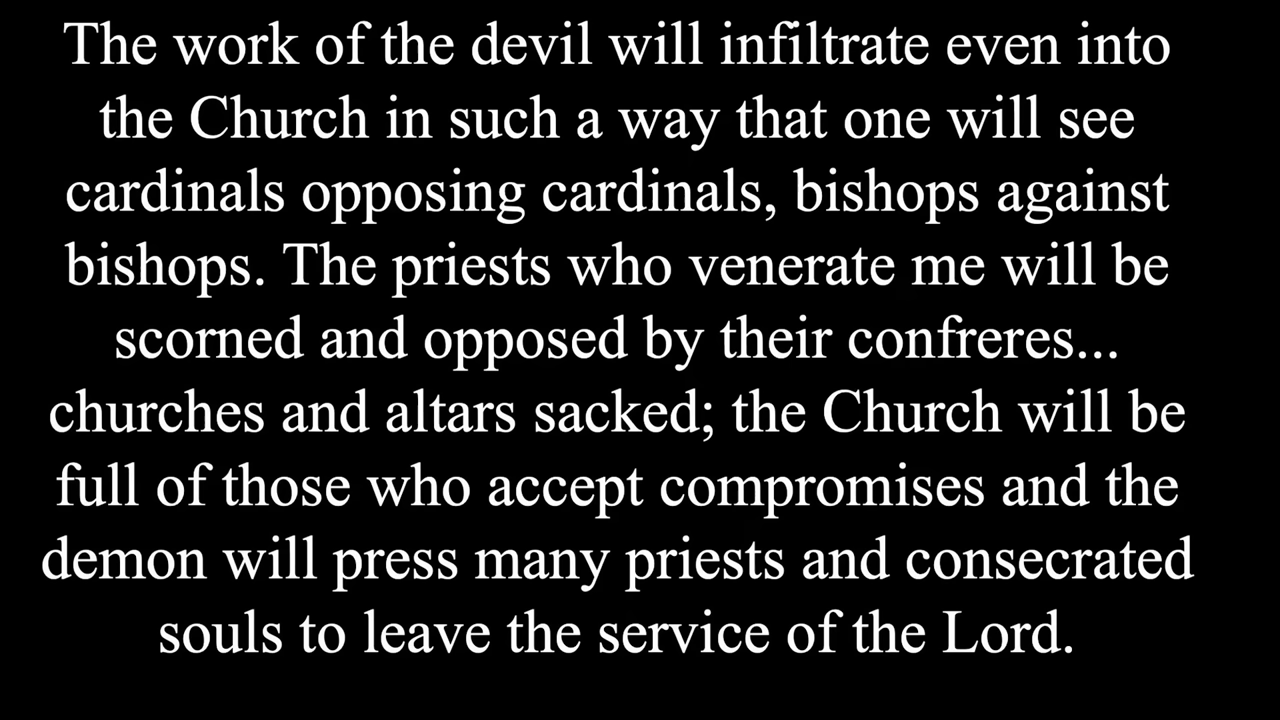 The work of the devil will infiltrate even into
the Church in such a way that one will see
cardinals opposing cardinals, bishops against
bishops. The priests who venerate me will be
scorned and opposed by their confreres...
churches and altars sacked; the Church will be
full of those who accept compromises and the
demon will press many priests and consecrated
souls to leave the service of the Lord.